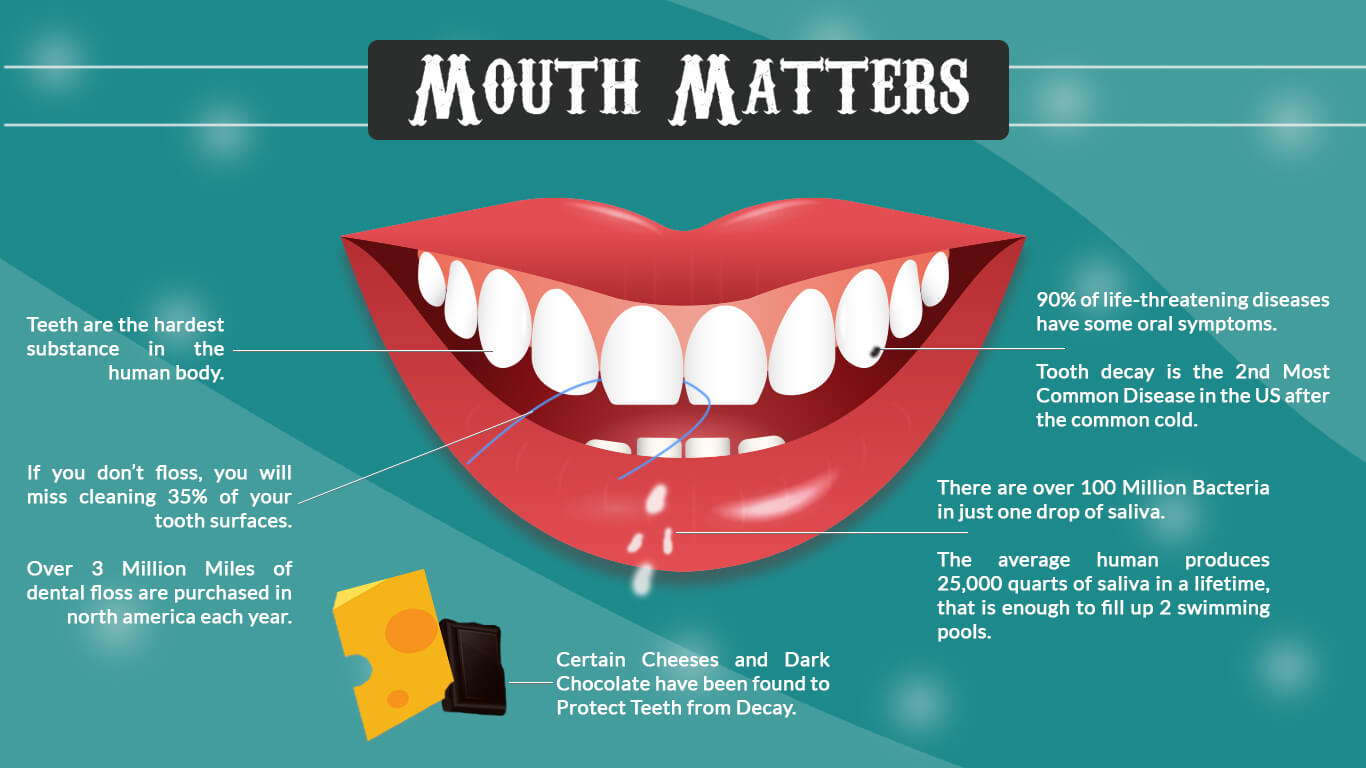 MOUTH MATTERS
Teeth are the hardest
substance in the
human body.
If you don't floss, you will
miss cleaning 35% of your
tooth surfaces.
Over 3 Million Miles of
dental floss are purchased in
north america each year.
90% of life-threatening diseases
have some oral symptoms.
Tooth decay is the 2nd Most
Common Disease in the US after
the common cold.
There are over 100 Million Bacteria
in just one drop of saliva.
The average human produces
25,000 quarts of saliva in a lifetime,
that is enough to fill up 2 swimming
pools.
Certain Cheeses and Dark
Chocolate have been found to
Protect Teeth from Decay.